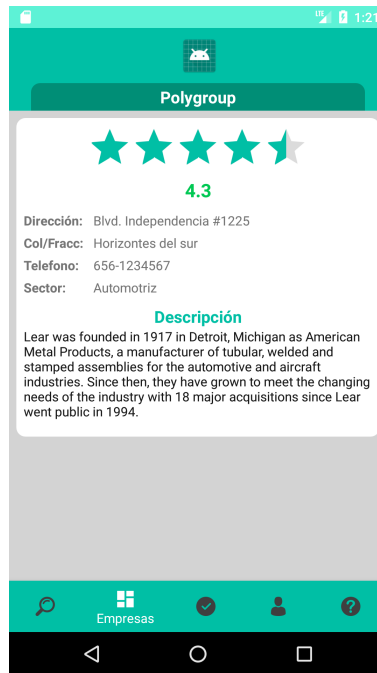 LTE 1:21
Polygroup
4.3
Dirección: Blvd. Independencia #1225
Col/Fracc: Horizontes del sur
Telefono: 656-1234567
Sector: Automotriz
Descripción
Lear was founded in 1917 in Detroit, Michigan as American
Metal Products, a manufacturer of tubular, welded and
stamped assemblies for the automotive and aircraft
industries. Since then, they have grown to meet the changing
needs of the industry with 18 major acquisitions since Lear
went public in 1994.
Empresas